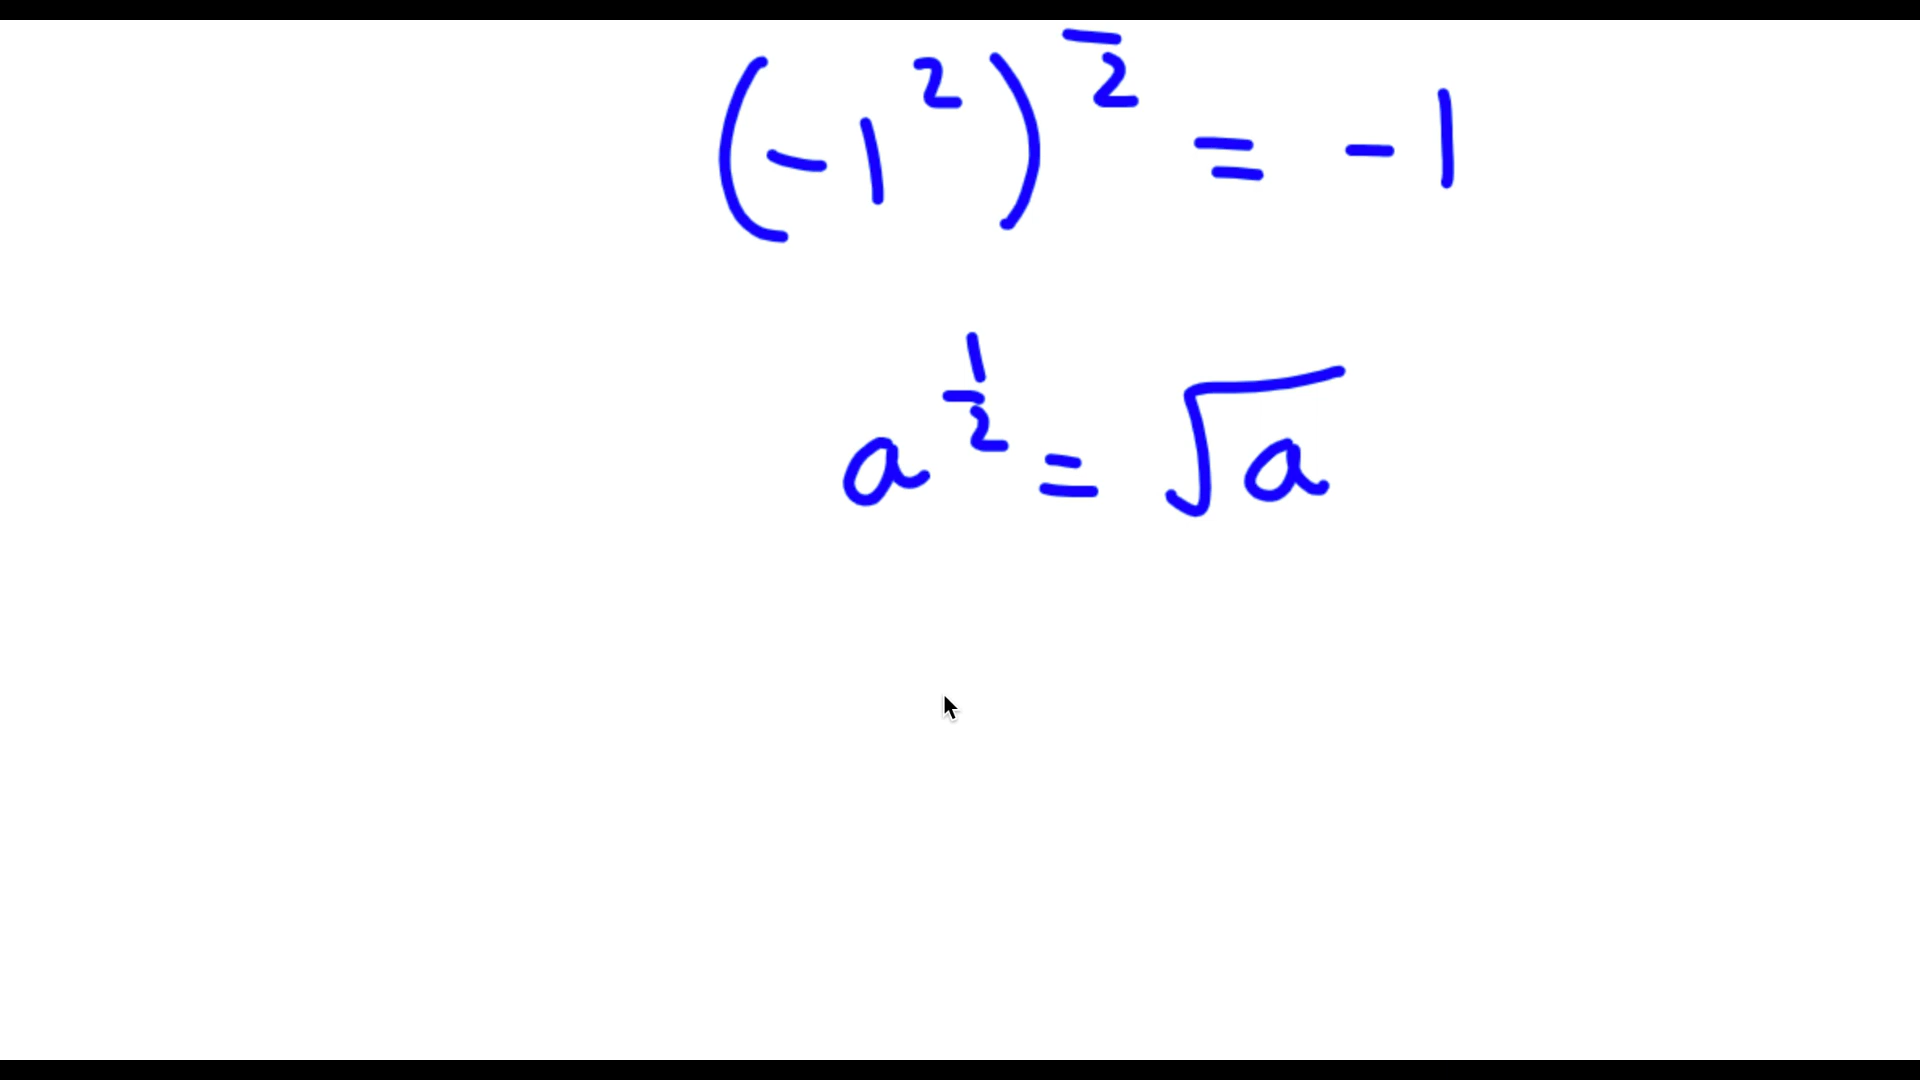 (-1²)^{‾2} = -1
a^{1/2} = √a